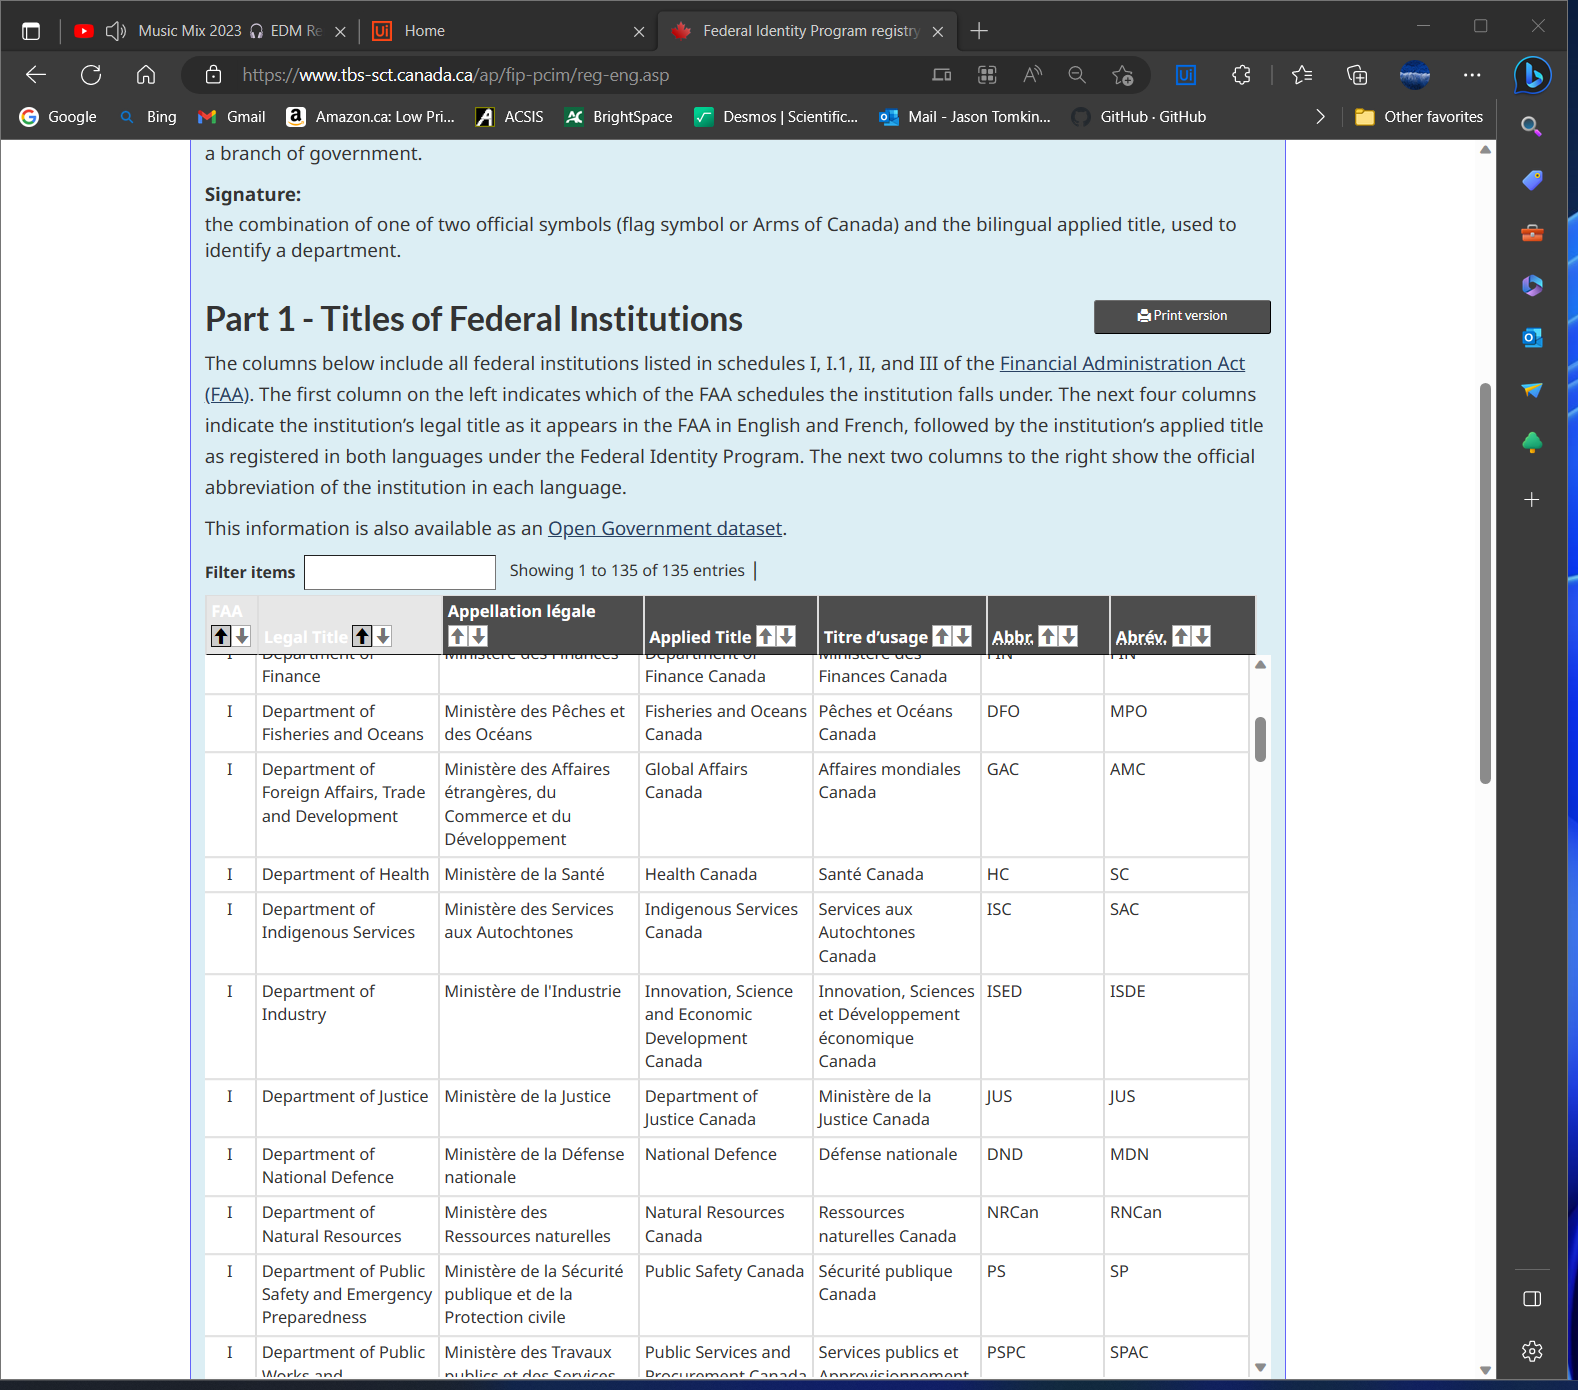 Music Mix 2023 🎧 EDM Re
Home
Federal Identity Program registry
https://www.tbs-sct.canada.ca/ap/fip-pcim/reg-eng.asp
Google
Bing
Gmail
Amazon.ca: Low Pri...
ACSIS
BrightSpace
Desmos | Scientific...
Mail - Jason Tomkin...
GitHub · GitHub
Other favorites
a branch of government.
Signature:
the combination of one of two official symbols (flag symbol or Arms of Canada) and the bilingual applied title, used to
identify a department.
Part 1 - Titles of Federal Institutions
Print version
The columns below include all federal institutions listed in schedules I, I.1, II, and III of the Financial Administration Act
(FAA). The first column on the left indicates which of the FAA schedules the institution falls under. The next four columns
indicate the institution’s legal title as it appears in the FAA in English and French, followed by the institution’s applied title
as registered in both languages under the Federal Identity Program. The next two columns to the right show the official
abbreviation of the institution in each language.
This information is also available as an Open Government dataset.
Filter items
Showing 1 to 135 of 135 entries |
FAA
Legal Title
Appellation légale
Applied Title
Titre d’usage
Abbr.
Abrév.
I
Department of
Finance
Ministère des Finances
Department of
Finance Canada
Ministère des
Finances Canada
FIN
FIN
I
Department of
Fisheries and Oceans
Ministère des Pêches et
des Océans
Fisheries and Oceans
Canada
Pêches et Océans
Canada
DFO
MPO
I
Department of
Foreign Affairs, Trade
and Development
Ministère des Affaires
étrangères, du
Commerce et du
Développement
Global Affairs
Canada
Affaires mondiales
Canada
GAC
AMC
I
Department of Health
Ministère de la Santé
Health Canada
Santé Canada
HC
SC
I
Department of
Indigenous Services
Ministère des Services
aux Autochtones
Indigenous Services
Canada
Services aux
Autochtones
Canada
ISC
SAC
I
Department of
Industry
Ministère de l'Industrie
Innovation, Science
and Economic
Development
Canada
Innovation, Sciences
et Développement
économique
Canada
ISED
ISDE
I
Department of Justice
Ministère de la Justice
Department of
Justice Canada
Ministère de la
Justice Canada
JUS
JUS
I
Department of
National Defence
Ministère de la Défense
nationale
National Defence
Défense nationale
DND
MDN
I
Department of
Natural Resources
Ministère des
Ressources naturelles
Natural Resources
Canada
Ressources
naturelles Canada
NRCan
RNCan
I
Department of Public
Safety and Emergency
Preparedness
Ministère de la Sécurité
publique et de la
Protection civile
Public Safety Canada
Sécurité publique
Canada
PS
SP
I
Department of Public
Works and
Ministère des Travaux
publics et des Services
Public Services and
Procurement Canada
Services publics et
Approvisionnement
PSPC
SPAC